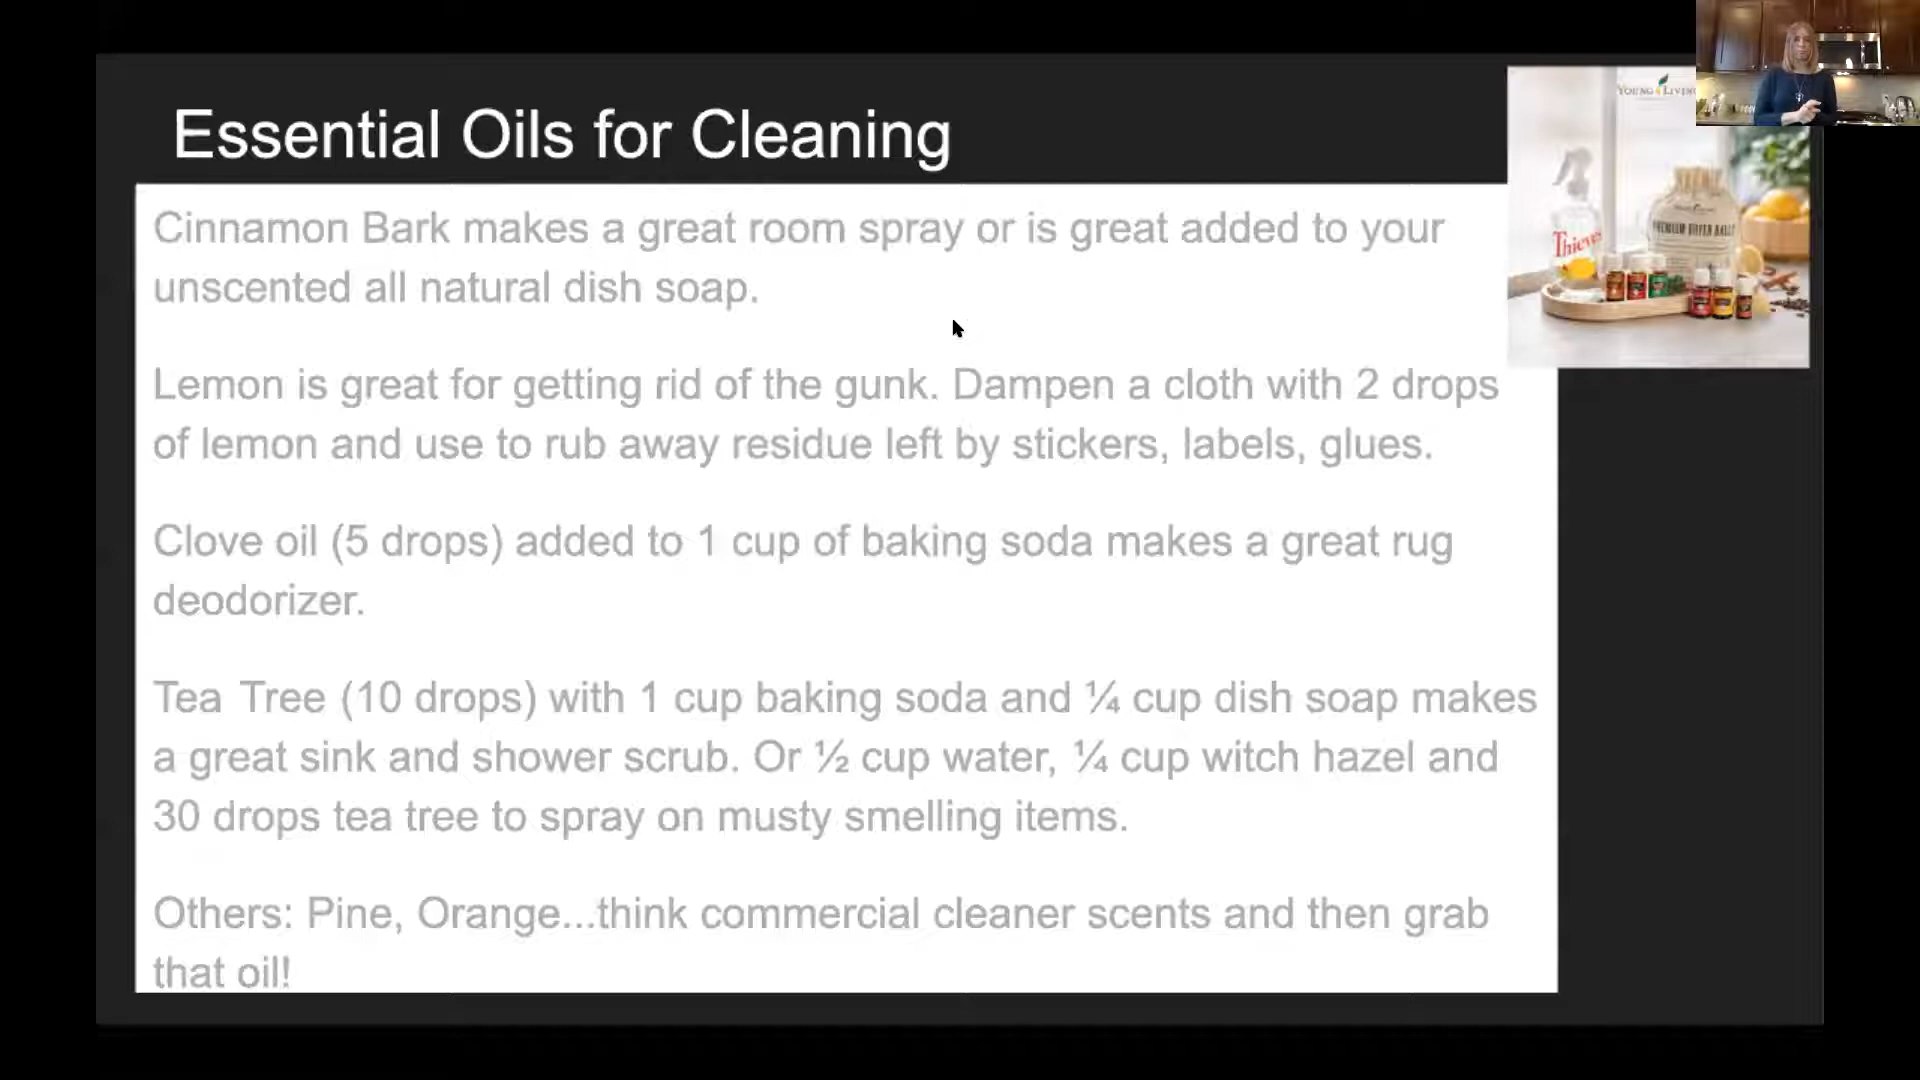 Essential Oils for Cleaning
YOUNG LIVING
Cinnamon Bark makes a great room spray or is great added to your
unscented all natural dish soap.
Thieves
PREMIUM DRYER BALLS
Lemon is great for getting rid of the gunk. Dampen a cloth with 2 drops
of lemon and use to rub away residue left by stickers, labels, glues.
Clove oil (5 drops) added to 1 cup of baking soda makes a great rug
deodorizer.
Tea Tree (10 drops) with 1 cup baking soda and ¼ cup dish soap makes
a great sink and shower scrub. Or ½ cup water, ¼ cup witch hazel and
30 drops tea tree to spray on musty smelling items.
Others: Pine, Orange...think commercial cleaner scents and then grab
that oil!